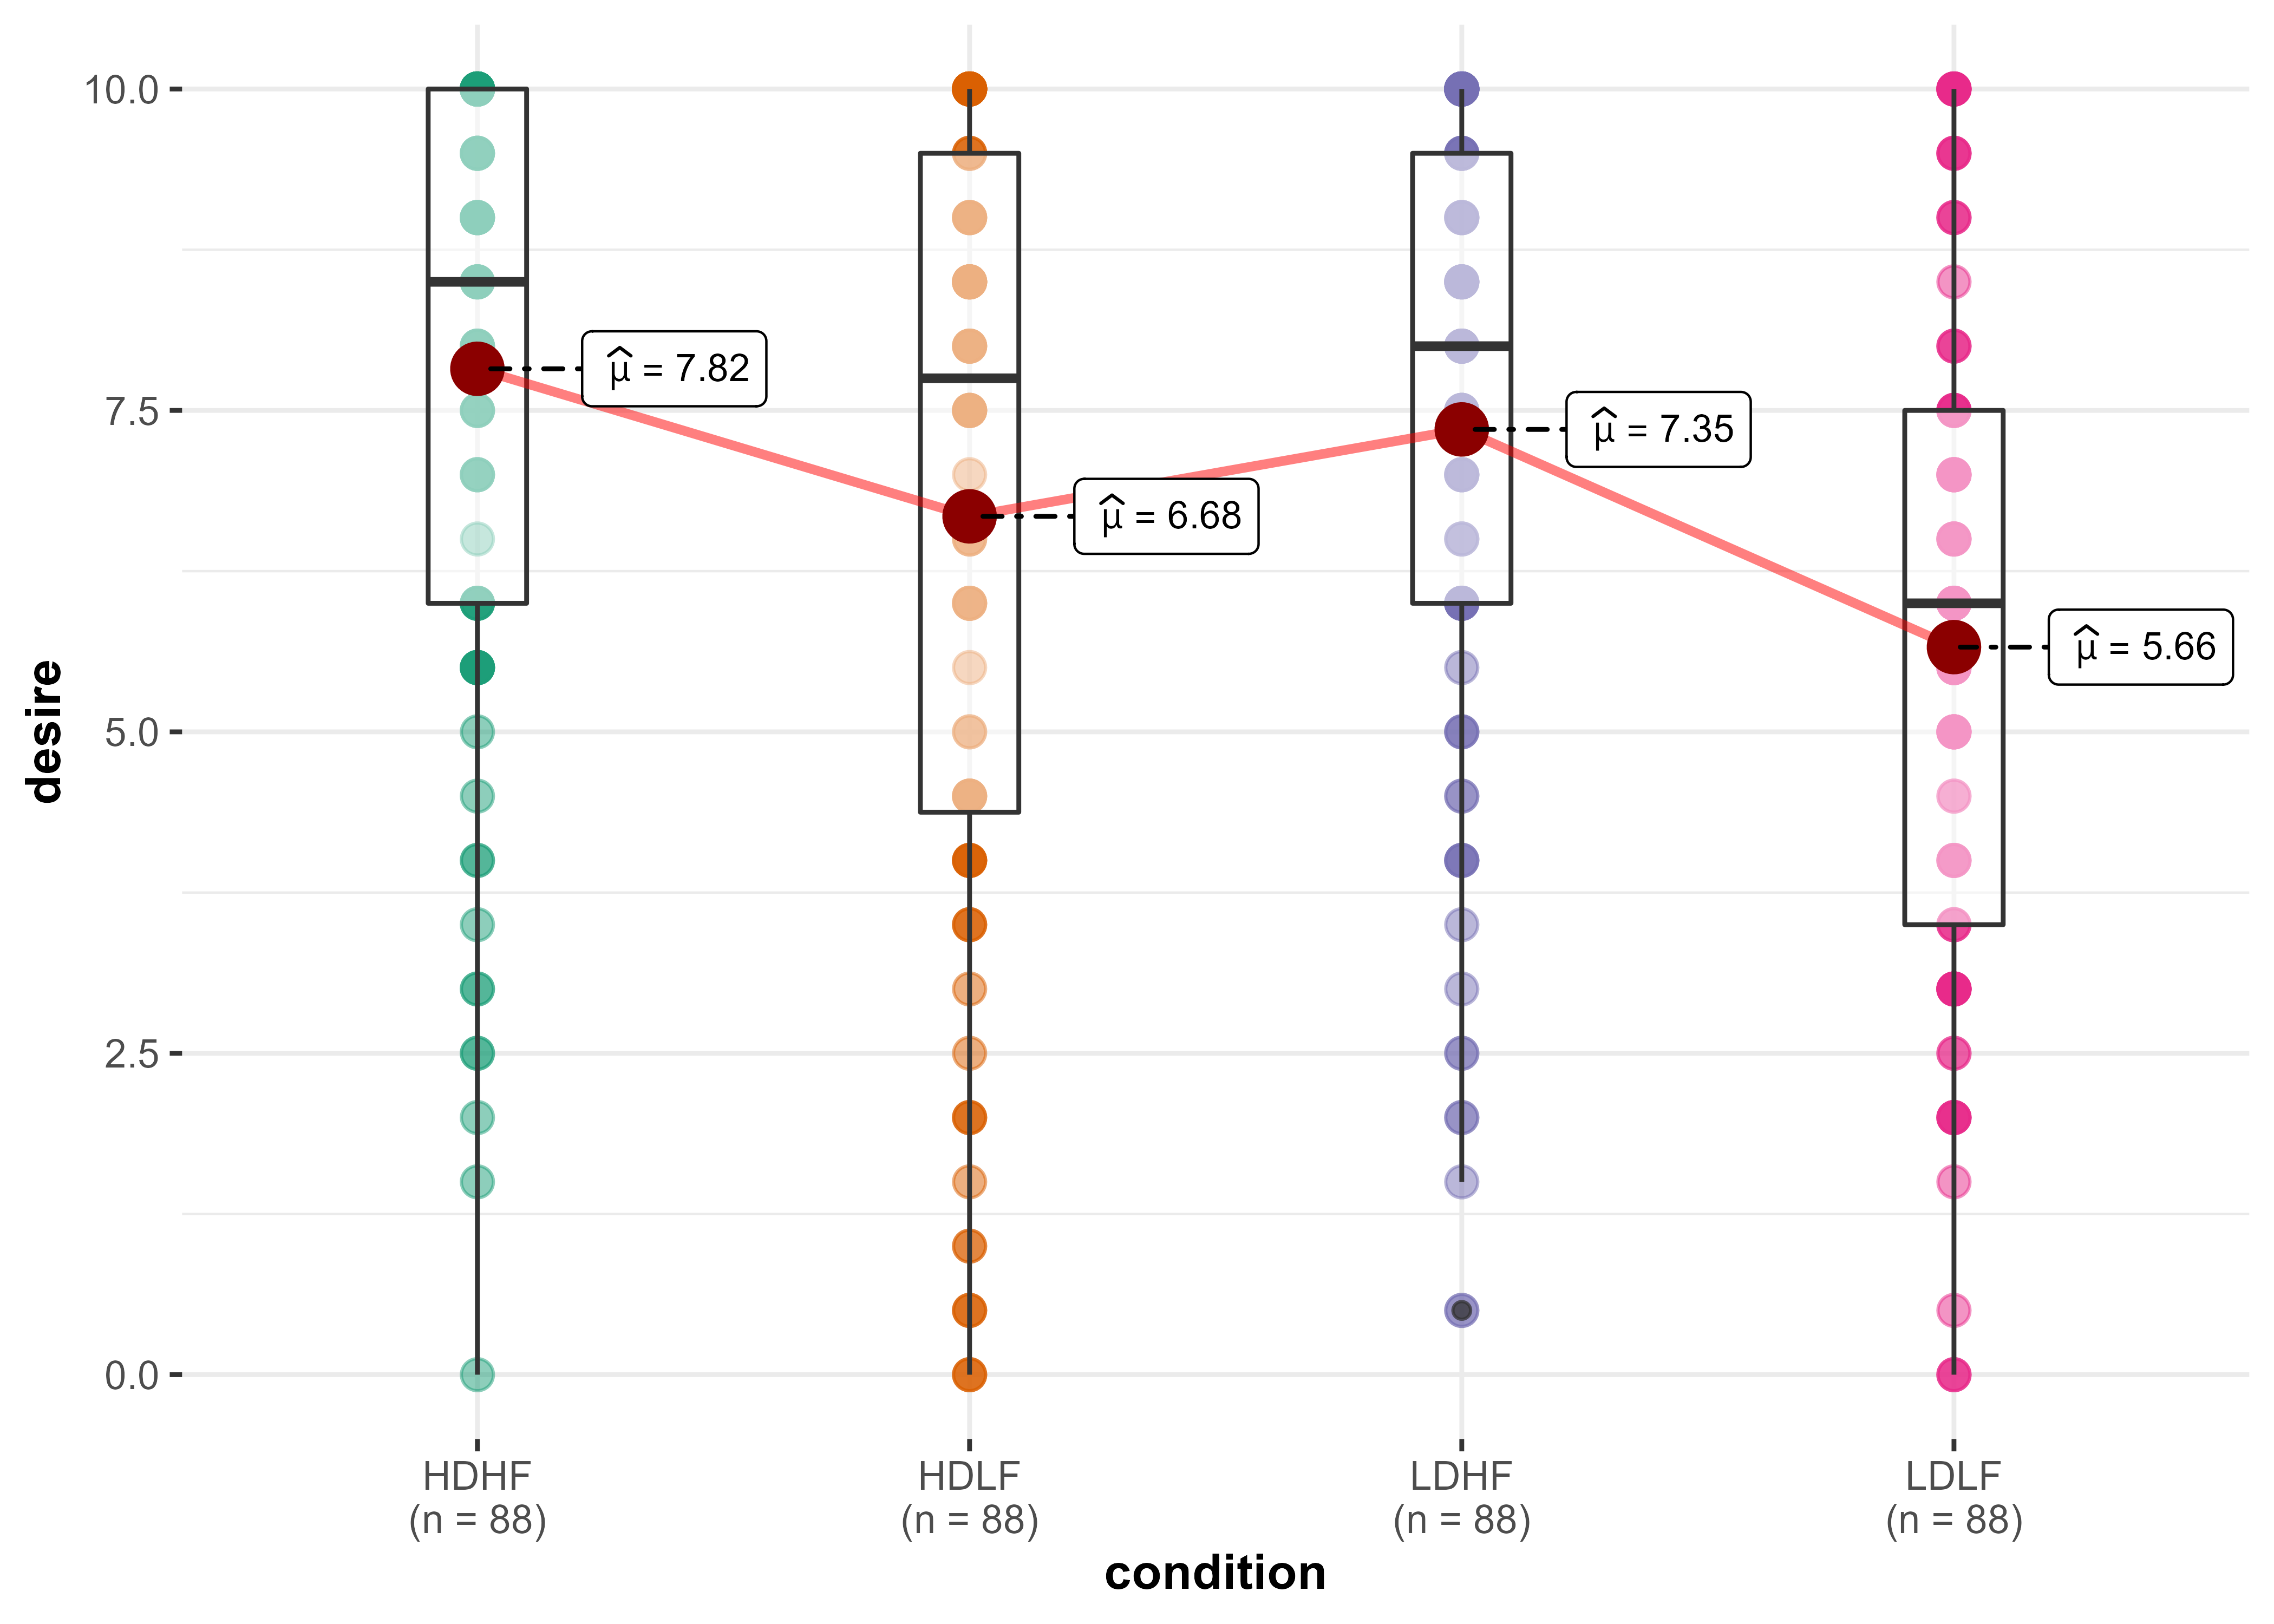 10.0
7.5
5.0
2.5
0.0
desire
μ̂ = 7.82
μ̂ = 6.68
μ̂ = 7.35
μ̂ = 5.66
HDHF
(n = 88)
HDLF
(n = 88)
LDHF
(n = 88)
LDLF
(n = 88)
condition